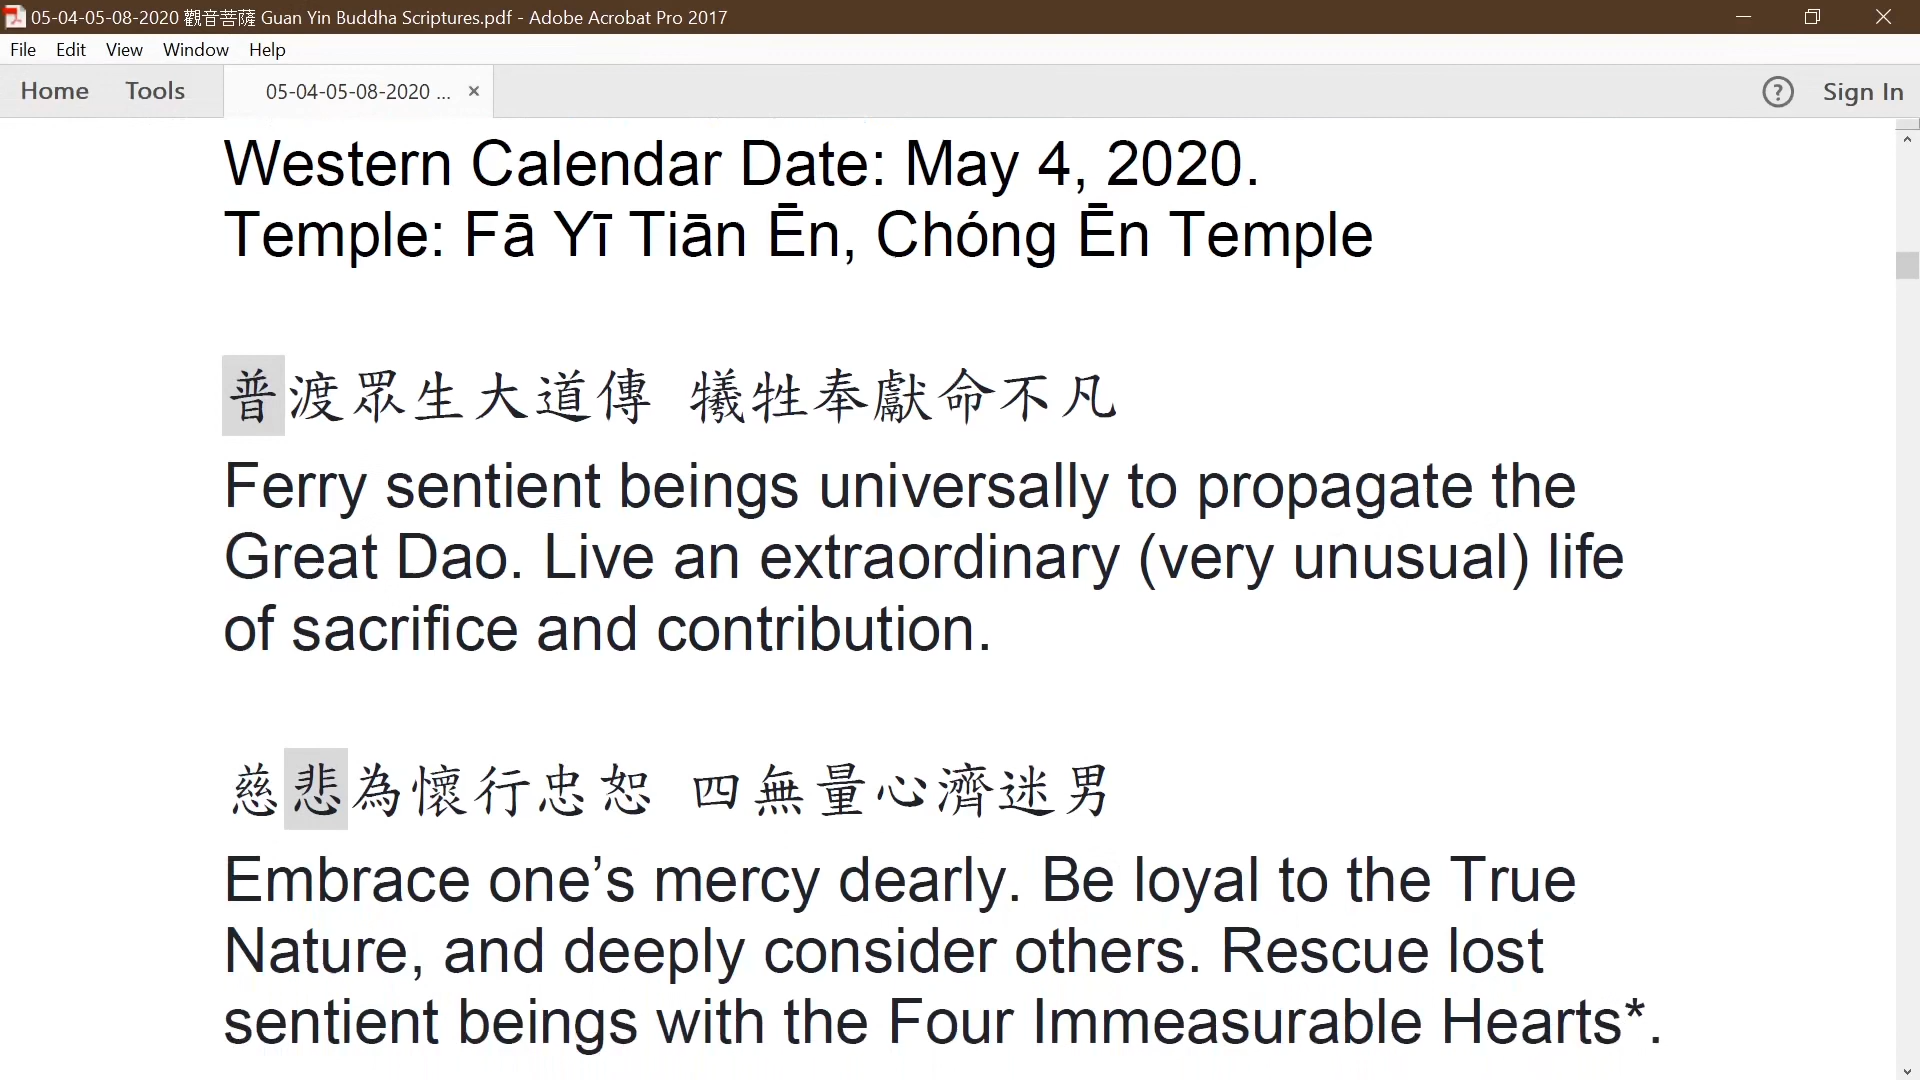 05-04-05-08-2020 觀音菩薩 Guan Yin Buddha Scriptures.pdf - Adobe Acrobat Pro 2017
File Edit View Window Help
Home Tools 05-04-05-08-2020 ... × ? Sign In
Western Calendar Date: May 4, 2020.
Temple: Fā Yī Tiān Ēn, Chóng Ēn Temple
普渡眾生大道傳 犧牲奉獻命不凡
Ferry sentient beings universally to propagate the
Great Dao. Live an extraordinary (very unusual) life
of sacrifice and contribution.
慈悲為懷行忠恕 四無量心濟迷男
Embrace one’s mercy dearly. Be loyal to the True
Nature, and deeply consider others. Rescue lost
sentient beings with the Four Immeasurable Hearts*.